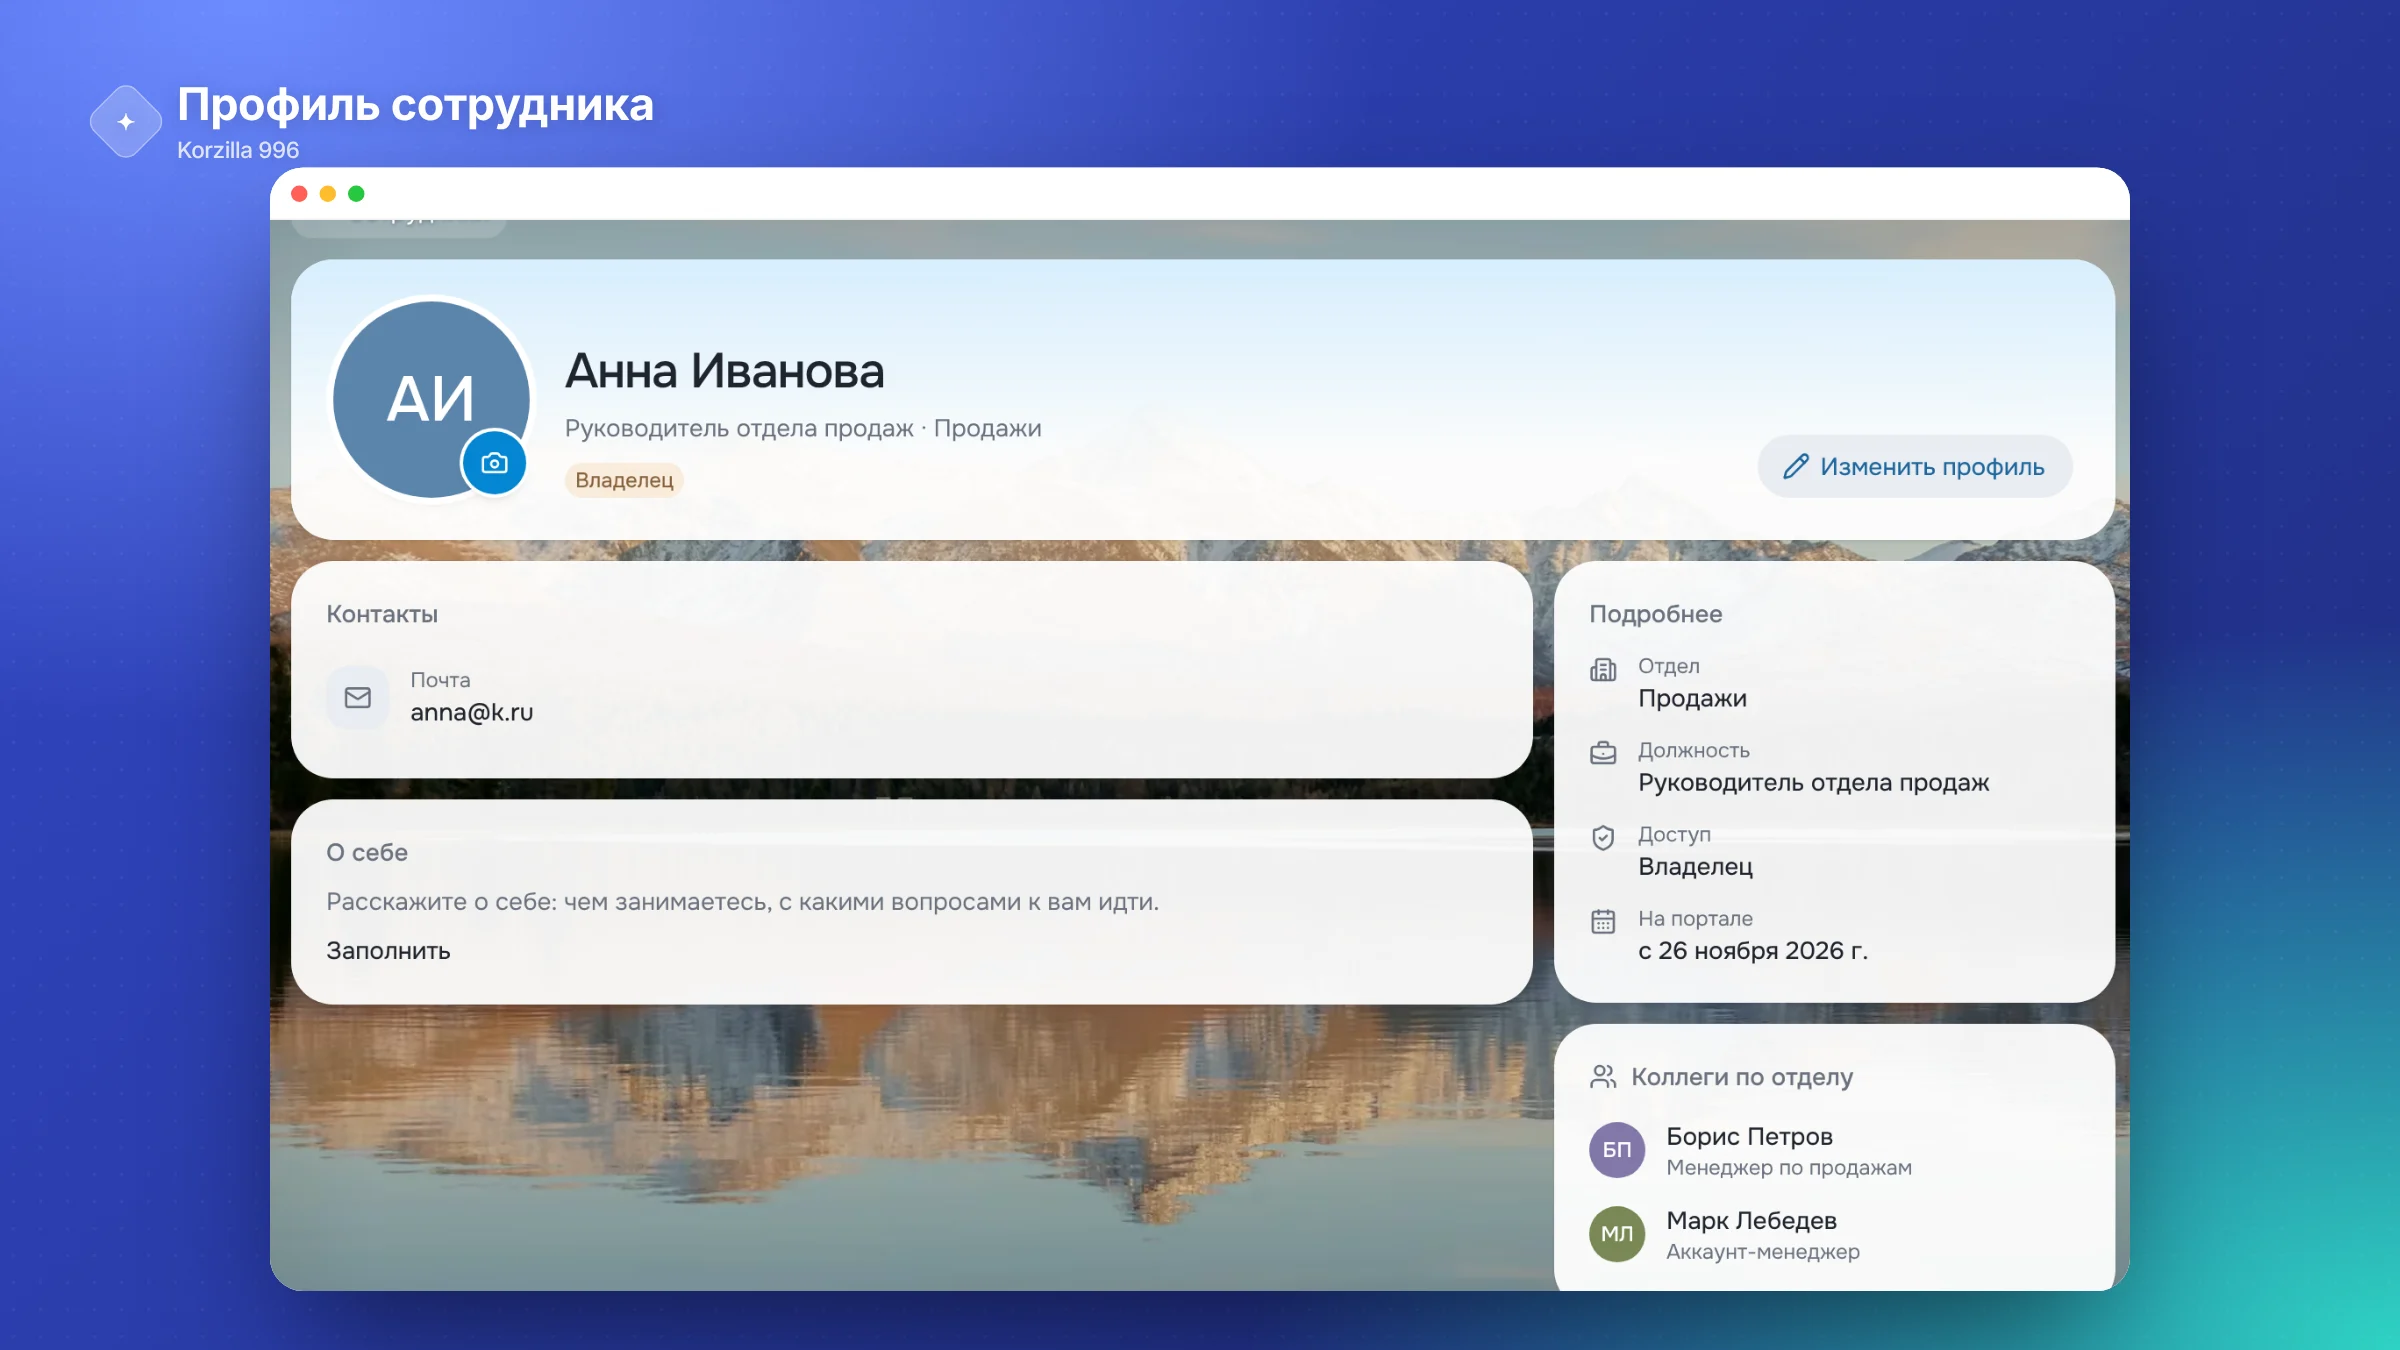 Профиль сотрудника
Korzilla 996
АИ
Анна Иванова
Руководитель отдела продаж · Продажи
Владелец
Изменить профиль
Контакты
Почта
anna@k.ru
О себе
Расскажите о себе: чем занимаетесь, с какими вопросами к вам идти.
Заполнить
Подробнее
Отдел
Продажи
Должность
Руководитель отдела продаж
Доступ
Владелец
На портале
с 26 ноября 2026 г.
Коллеги по отделу
БП
Борис Петров
Менеджер по продажам
МЛ
Марк Лебедев
Аккаунт-менеджер